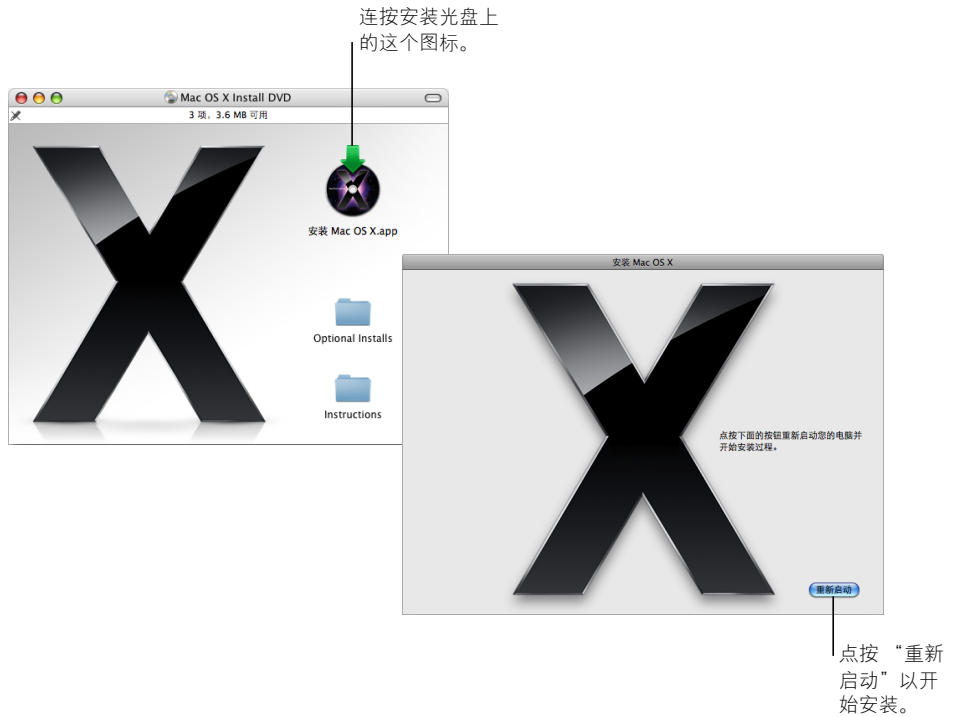 连按安装光盘上
的这个图标。
Mac OS X Install DVD
3 项，3.6 MB 可用
安装 Mac OS X.app
Optional Installs
Instructions
安装 Mac OS X
点按下面的按钮重新启动您的电脑并
开始安装过程。
重新启动
点按 “重新
启动”以开
始安装。